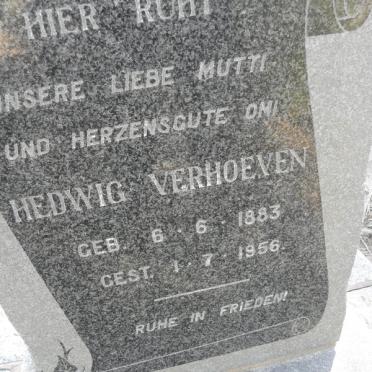 HIER RUHT
UNSERE LIEBE MUTTI
UND HERZENSGUTE OMI
HEDWIG VERHOEVEN
GEB. 6·6·1883
GEST. 1·7·1956.
RUHE IN FRIEDEN!